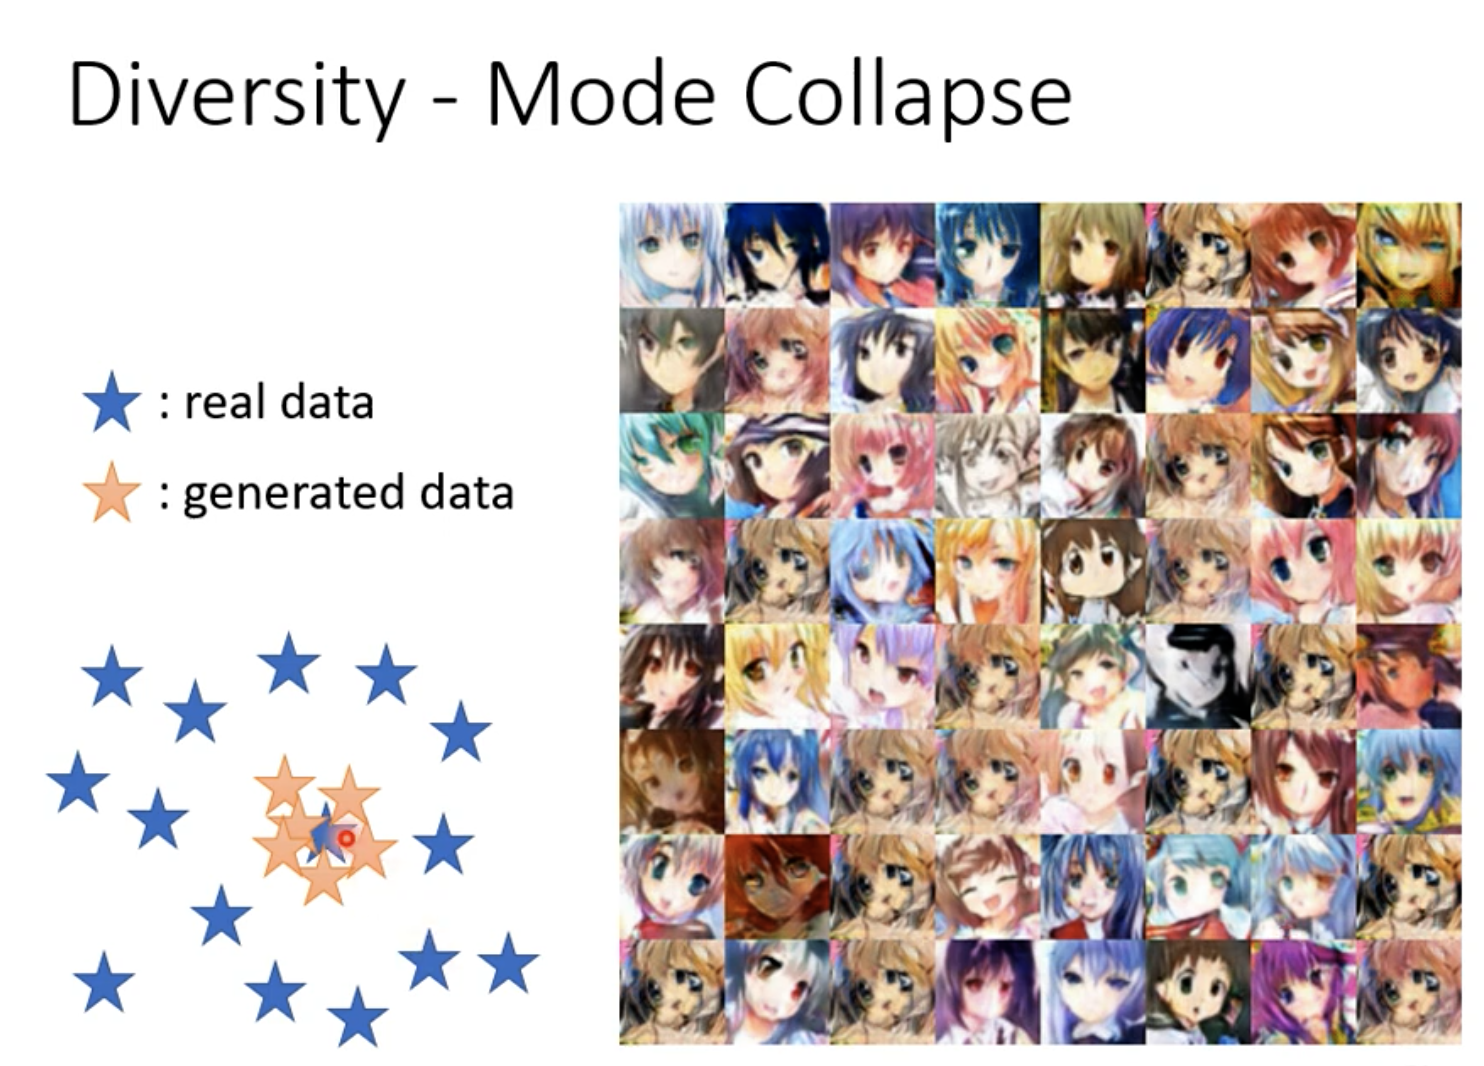 Diversity - Mode Collapse
: real data
: generated data